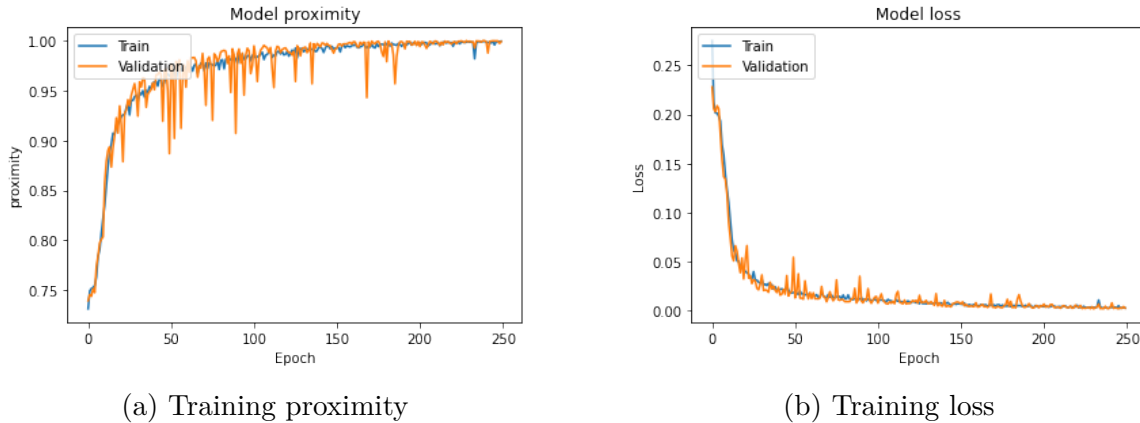 Model proximity
1.00
0.95
0.90
0.85
0.80
0.75
proximity
Train
Validation
0
50
100
150
200
250
Epoch
(a) Training proximity
Model loss
0.25
0.20
0.15
0.10
0.05
0.00
Loss
Train
Validation
0
50
100
150
200
250
Epoch
(b) Training loss